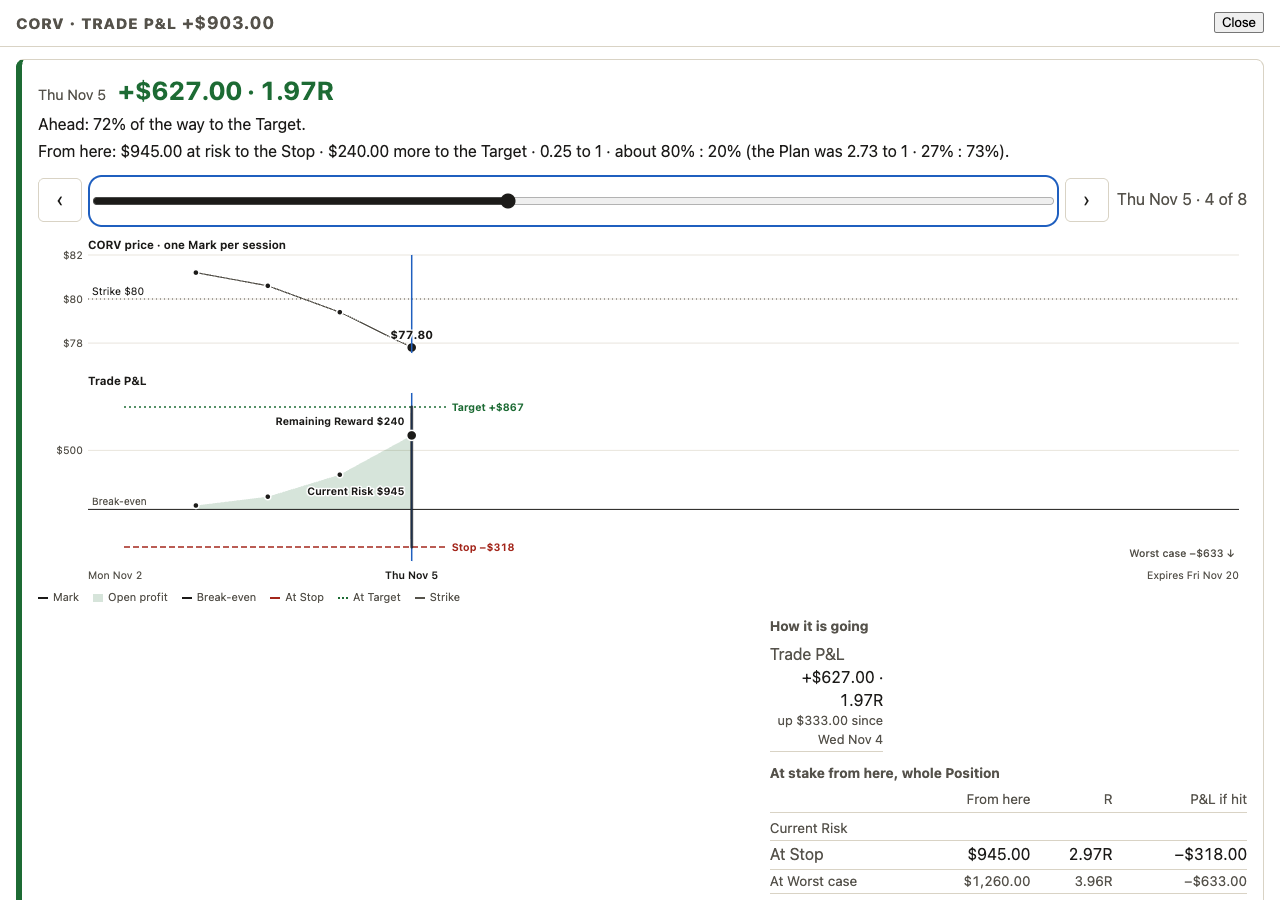 CORV · TRADE P&L +$903.00
Close
Thu Nov 5 +$627.00 · 1.97R
Ahead: 72% of the way to the Target.
From here: $945.00 at risk to the Stop · $240.00 more to the Target · 0.25 to 1 · about 80% : 20% (the Plan was 2.73 to 1 · 27% : 73%).
‹
›
Thu Nov 5 · 4 of 8
CORV price · one Mark per session
$82
Strike $80
$80
$77.80
$78
Trade P&L
Target +$867
Remaining Reward $240
$500
Current Risk $945
Break-even
Stop −$318
Worst case −$633 ↓
Mon Nov 2
Thu Nov 5
Expires Fri Nov 20
Mark Open profit Break-even At Stop At Target Strike
How it is going
Trade P&L
+$627.00 ·
1.97R
up $333.00 since
Wed Nov 4
At stake from here, whole Position
From here R P&L if hit
Current Risk
At Stop $945.00 2.97R −$318.00
At Worst case $1,260.00 3.96R −$633.00